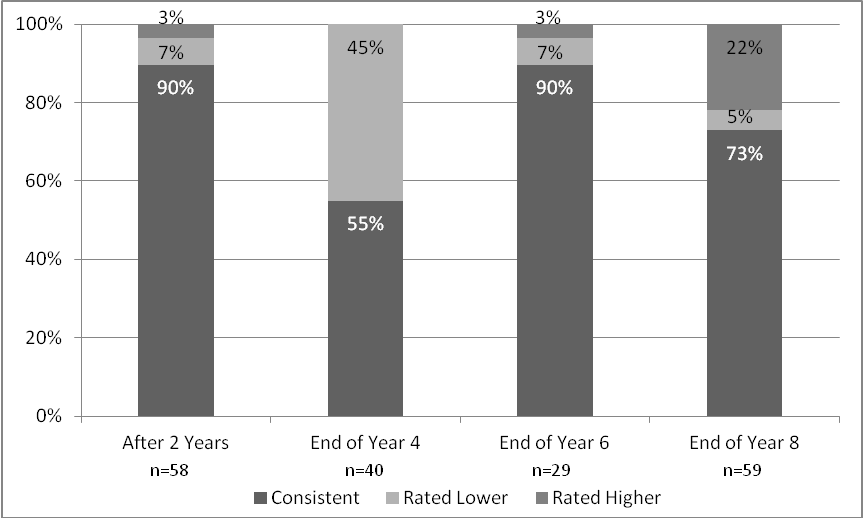 3%
3%
100%
7%
45%
7%
22%
90%
90%
80%
5%
73%
60%
55%
40%
20%
0%
After 2 Years
End of Year 4
End of Year 6
End of Year 8
n=58
n=40
n=29
n=59
Consistent
Rated Lower
Rated Higher